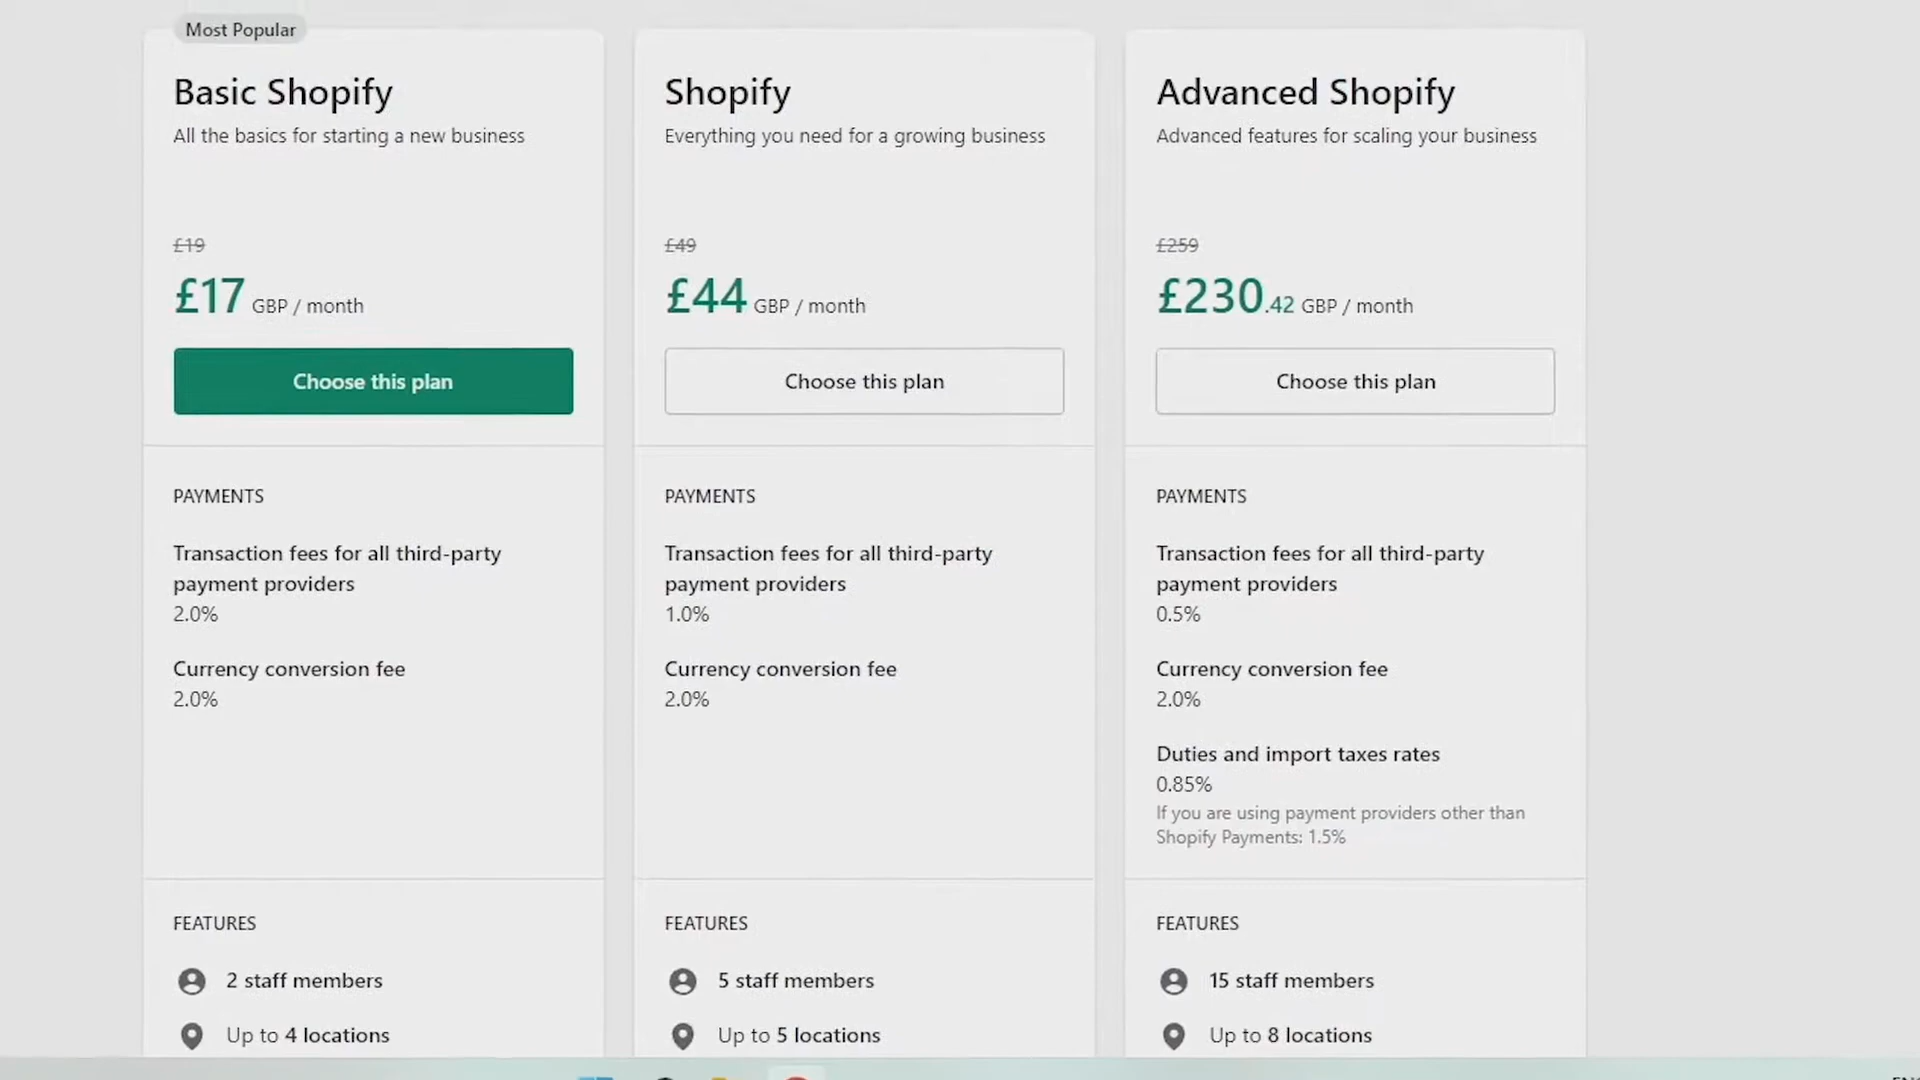 Most Popular
Basic Shopify
All the basics for starting a new business
£19
£17 GBP / month
Choose this plan
PAYMENTS
Transaction fees for all third-party
payment providers
2.0%
Currency conversion fee
2.0%
FEATURES
2 staff members
Up to 4 locations
Shopify
Everything you need for a growing business
£49
£44 GBP / month
Choose this plan
PAYMENTS
Transaction fees for all third-party
payment providers
1.0%
Currency conversion fee
2.0%
FEATURES
5 staff members
Up to 5 locations
Advanced Shopify
Advanced features for scaling your business
£259
£230.42 GBP / month
Choose this plan
PAYMENTS
Transaction fees for all third-party
payment providers
0.5%
Currency conversion fee
2.0%
Duties and import taxes rates
0.85%
If you are using payment providers other than
Shopify Payments: 1.5%
FEATURES
15 staff members
Up to 8 locations